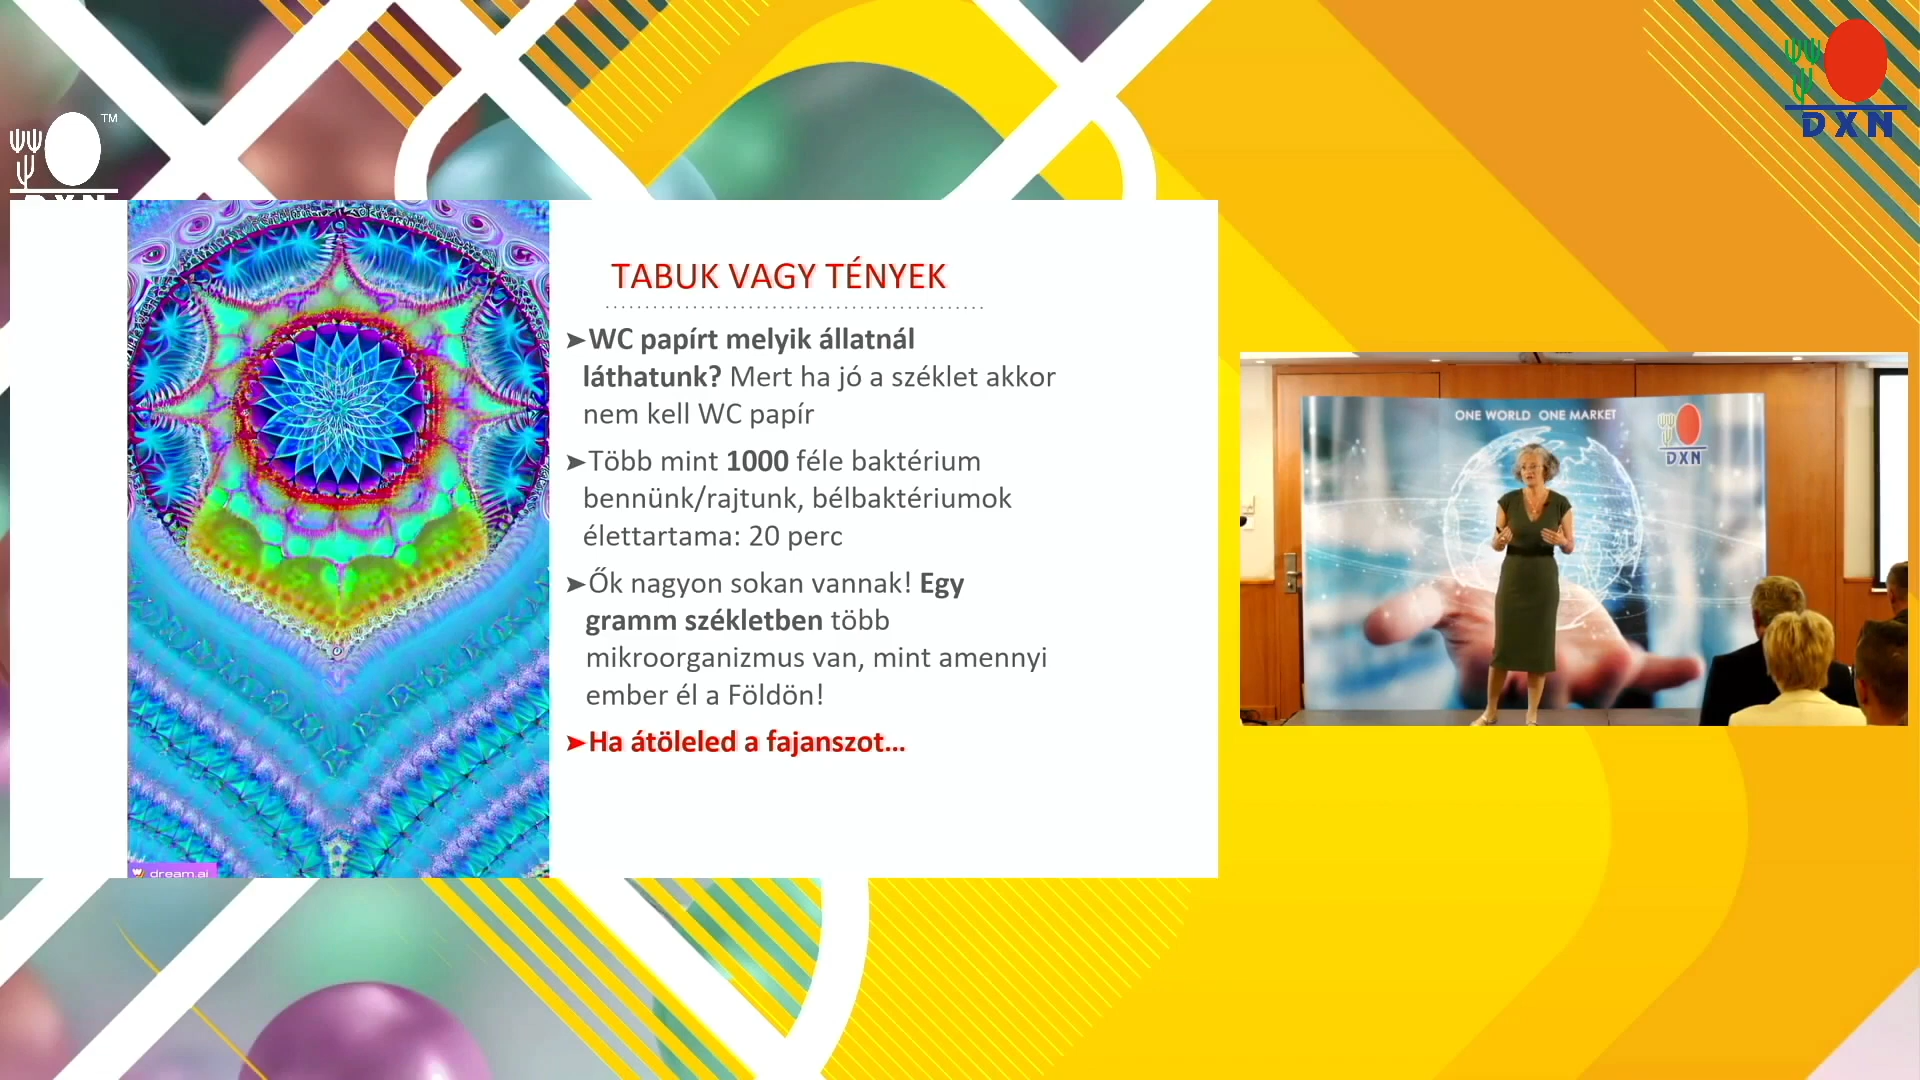 DXN
TM
TABUK VAGY TÉNYEK
➤WC papírt melyik állatnál
láthatunk? Mert ha jó a széklet akkor
nem kell WC papír
➤Több mint 1000 féle baktérium
bennünk/rajtunk, bélbaktériumok
élettartama: 20 perc
➤Ők nagyon sokan vannak! Egy
gramm székletben több
mikroorganizmus van, mint amennyi
ember él a Földön!
➤Ha átöleled a fajanszot...
W dream.ai
ONE WORLD ONE MARKET
DXN